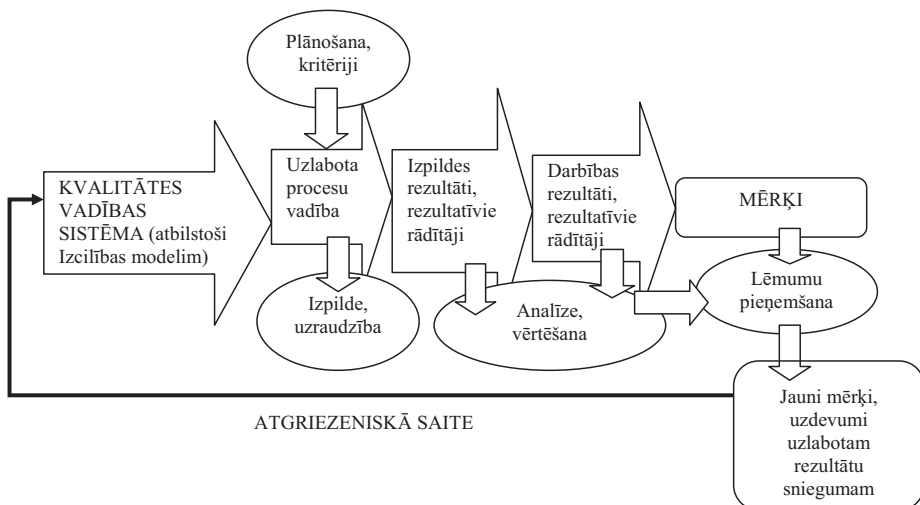 Plānošana,
kritēriji
KVALITĀTES
VADĪBAS
SISTĒMA (atbilstoši
Izcilības modelim)
Uzlabota
procesu
vadība
Izpildes
rezultāti,
rezultatīvie
rādītāji
Darbības
rezultāti,
rezultatīvie
rādītāji
MĒRĶI
Izpilde,
uzraudzība
Analīze,
vērtēšana
Lēmumu
pieņemšana
Jauni mērķi,
uzdevumi
uzlabotam
rezultātu
sniegumam
ATGRIEZENISKĀ SAITE